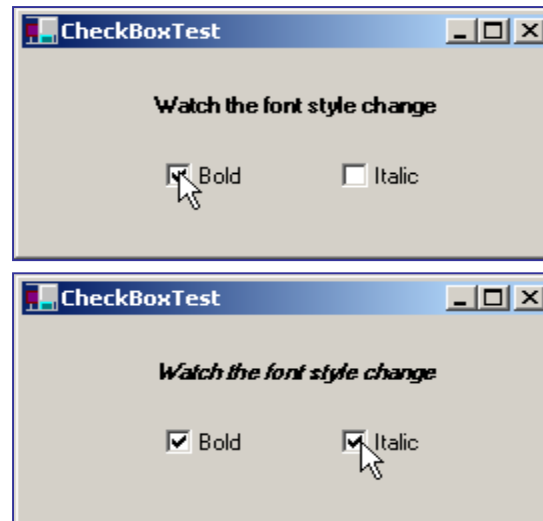 CheckBoxTest
Watch the font style change
Bold Italic
CheckBoxTest
Watch the font style change
Bold Italic